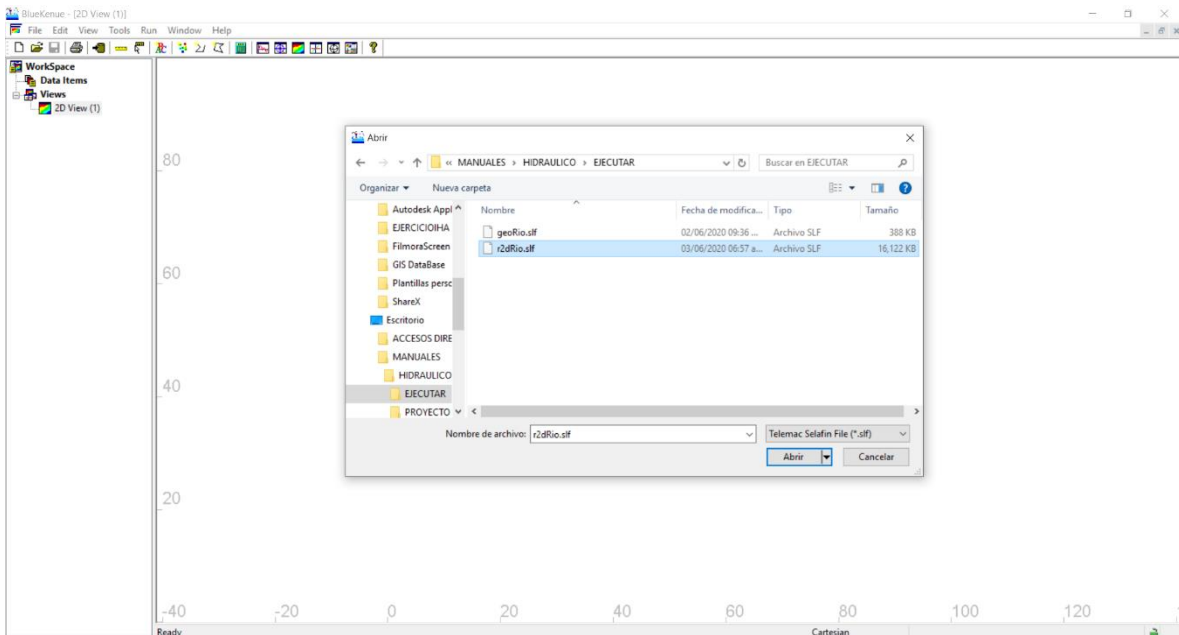 BlueKenue - [2D View (1)]
File Edit View Tools Run Window Help
WorkSpace
Data Items
Views
2D View (1)
80
60
40
20
-40 -20 0 20 40 60 80 100 120
Abrir
« MANUALES › HIDRAULICO › EJECUTAR
Buscar en EJECUTAR
Organizar
Nueva carpeta
Autodesk Appl
EJERCICIOIHA
FilmoraScreen
GIS DataBase
Plantillas persc
ShareX
Escritorio
ACCESOS DIRE
MANUALES
HIDRAULICO
EJECUTAR
PROYECTO
Nombre Fecha de modifica... Tipo Tamaño
geoRio.slf 02/06/2020 09:36 ... Archivo SLF 388 KB
r2dRio.slf 03/06/2020 06:57 a... Archivo SLF 16,122 KB
Nombre de archivo: r2dRio.slf
Telemac Selafin File (*.slf)
Abrir Cancelar
Ready Cartesian